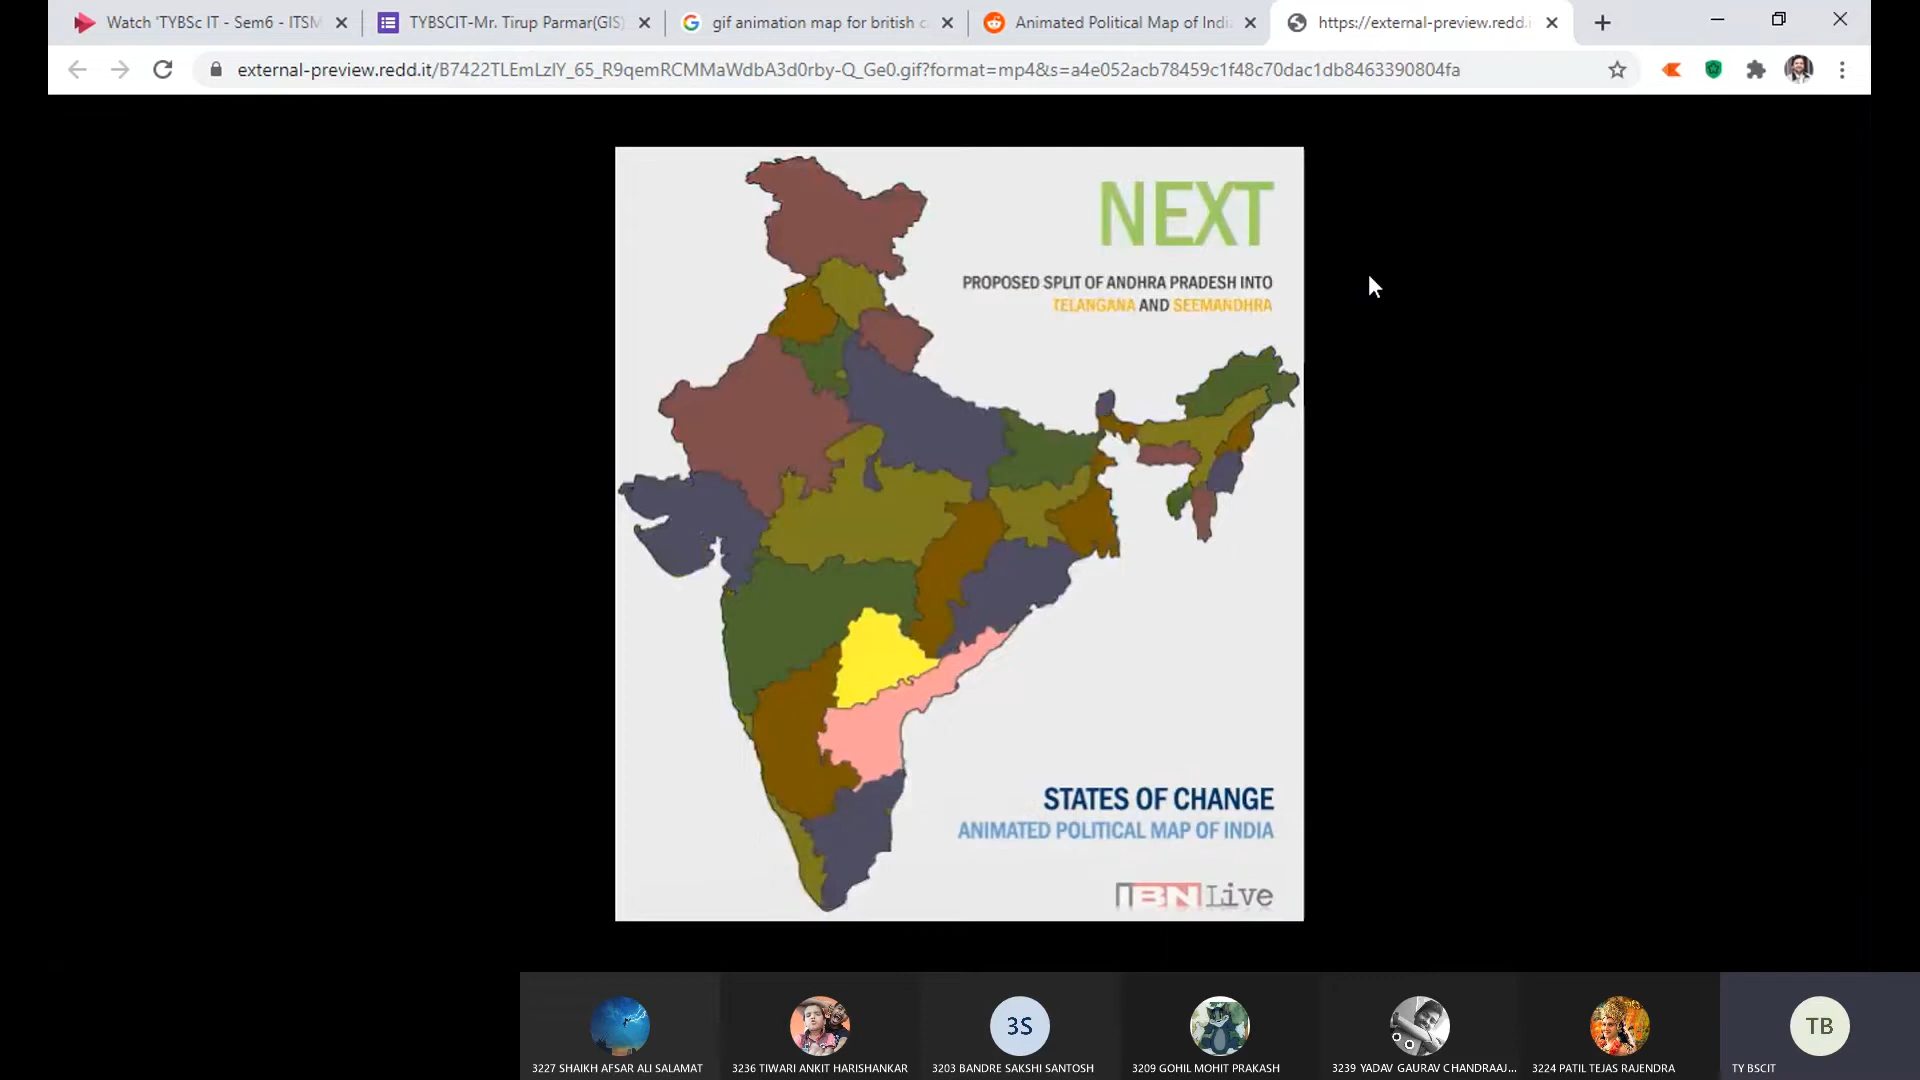 Watch 'TYBSc IT - Sem6 - ITSM
TYBSCIT-Mr. Tirup Parmar(GIS)
gif animation map for british c
Animated Political Map of Indi
https://external-preview.redd.i
external-preview.redd.it/B7422TLEmLzlY_65_R9qemRCMMaWdbA3d0rby-Q_Ge0.gif?format=mp4&s=a4e052acb78459c1f48c70dac1db8463390804fa
NEXT
PROPOSED SPLIT OF ANDHRA PRADESH INTO
TELANGANA AND SEEMANDHRA
STATES OF CHANGE
ANIMATED POLITICAL MAP OF INDIA
IBNLive
3S
TB
3227 SHAIKH AFSAR ALI SALAMAT
3236 TIWARI ANKIT HARISHANKAR
3203 BANDRE SAKSHI SANTOSH
3209 GOHIL MOHIT PRAKASH
3239 YADAV GAURAV CHANDRAAJ...
3224 PATIL TEJAS RAJENDRA
TY BSCIT